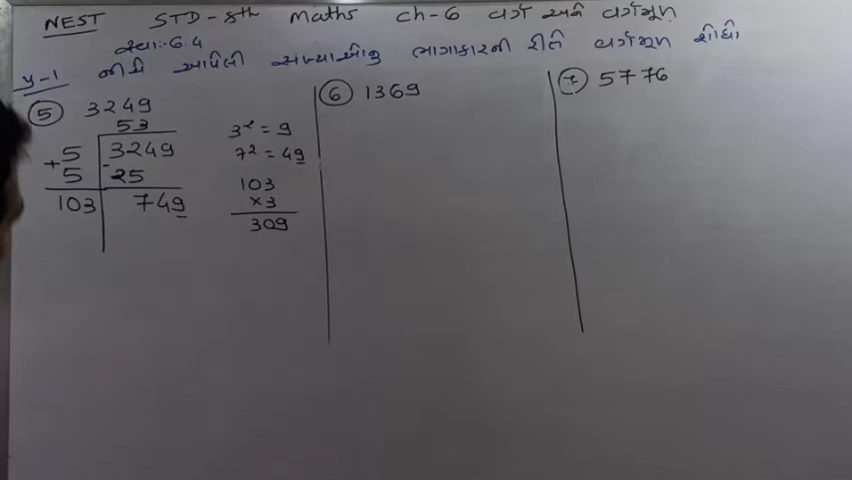 NEST STD-8th Maths Ch-6 વર્ગ અને વર્ગમૂળ
સ્વા:-6.4
પ્ર-1 નીચે આપેલી સંખ્યાઓનું ભાગાકારની રીતે વર્ગમૂળ શોધો
5 3249
53
+5 3249
5 -25
103 749
3² = 9
7² = 49
103
×3
309
6 1369
7 5776